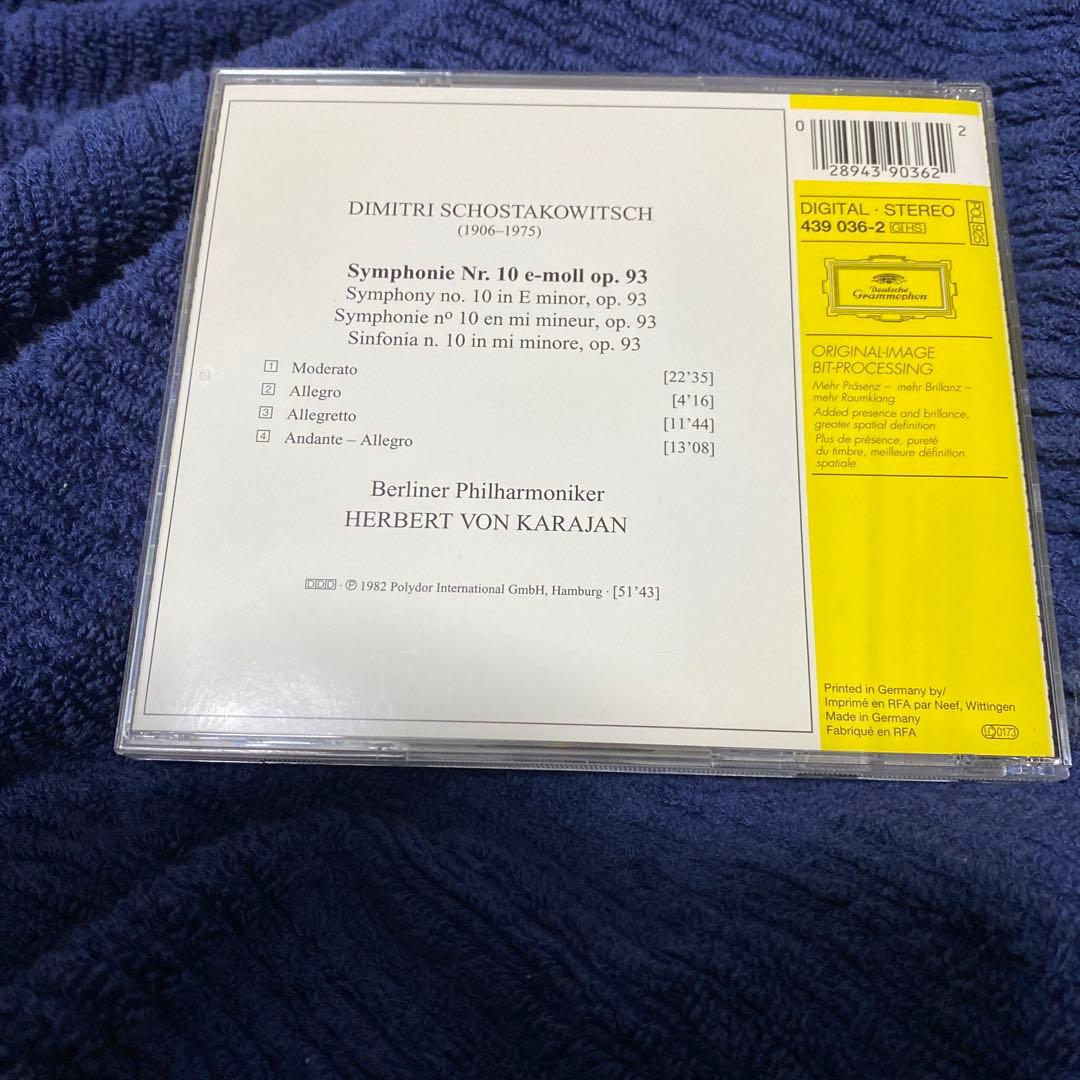 DIMITRI SCHOSTAKOWITSCH
(1906–1975)
Symphonie Nr. 10 e-moll op. 93
Symphony no. 10 in E minor, op. 93
Symphonie nº 10 en mi mineur, op. 93
Sinfonia n. 10 in mi minore, op. 93
1 Moderato [22'35]
2 Allegro [4'16]
3 Allegretto [11'44]
4 Andante – Allegro [13'08]
Berliner Philharmoniker
HERBERT VON KARAJAN
DDD · ℗ 1982 Polydor International GmbH, Hamburg · [51'43]
0 28943 90362 2
DIGITAL · STEREO
439 036-2 GHS
POL 925
Deutsche
Grammophon
ORIGINAL-IMAGE
BIT-PROCESSING
Mehr Präsenz – mehr Brillanz –
mehr Raumklang
Added presence and brillance,
greater spatial definition
Plus de présence, pureté
du timbre, meilleure définition
spatiale
Printed in Germany by/
Imprimé en RFA par Neef, Wittingen
Made in Germany
Fabriqué en RFA
LC 0173